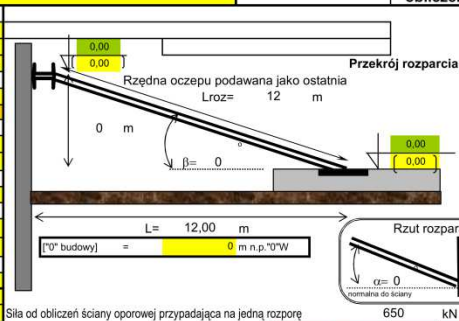 Obliczen
0,00
0,00
Przekrój rozparcia
Rzędna oczepu podawana jako ostatnia
Lroz= 12 m
0 m
0,00
0,00
β= 0 °
L= 12,00 m
["0" budowy] = 0 m n.p."0"W
Rzut rozpar
α= 0
normalna do ściany
Siła od obliczeń ściany oporowej przypadająca na jedną rozporę 650 kN